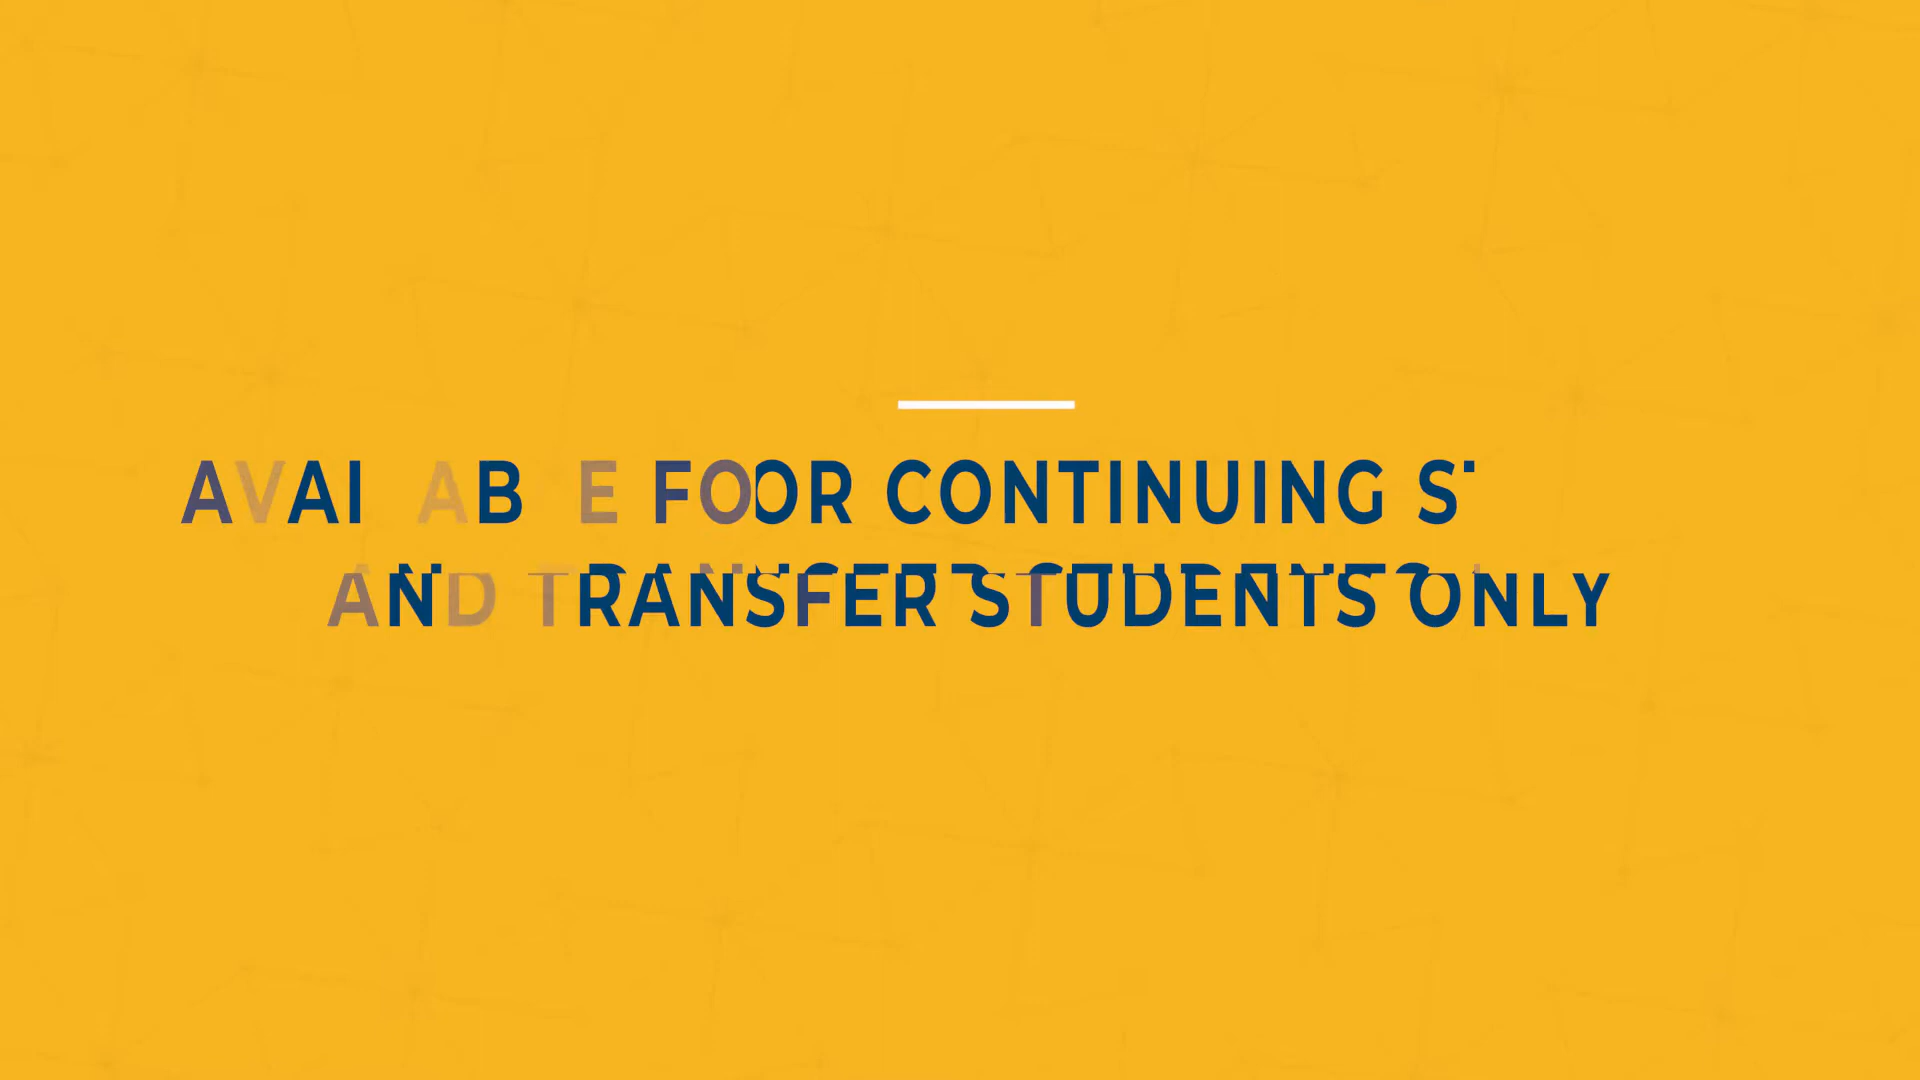 AVAI AB E FOOR CONTINUING S
AND TRANSFER STUDENTS ONLY